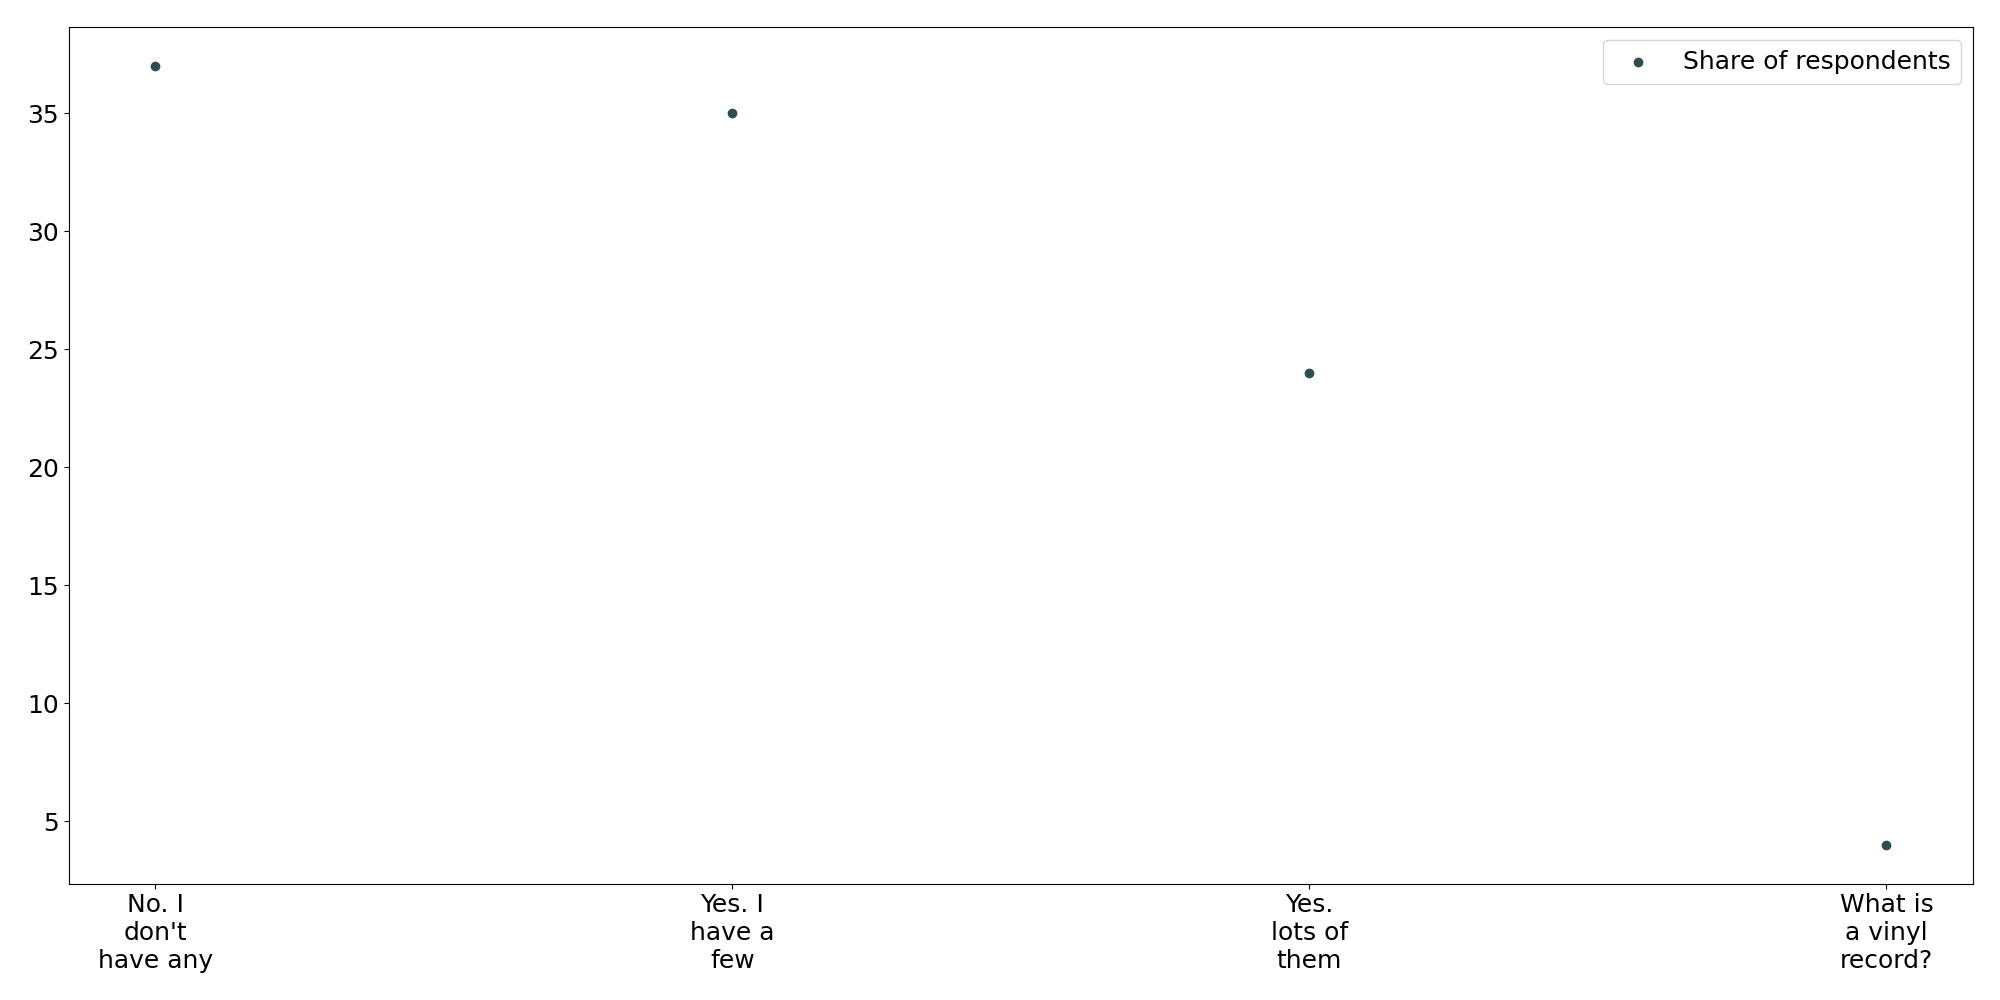 Share of respondents
35
30
25
20
15
10
5
No. I
don't
have any
Yes. I
have a
few
Yes.
lots of
them
What is
a vinyl
record?